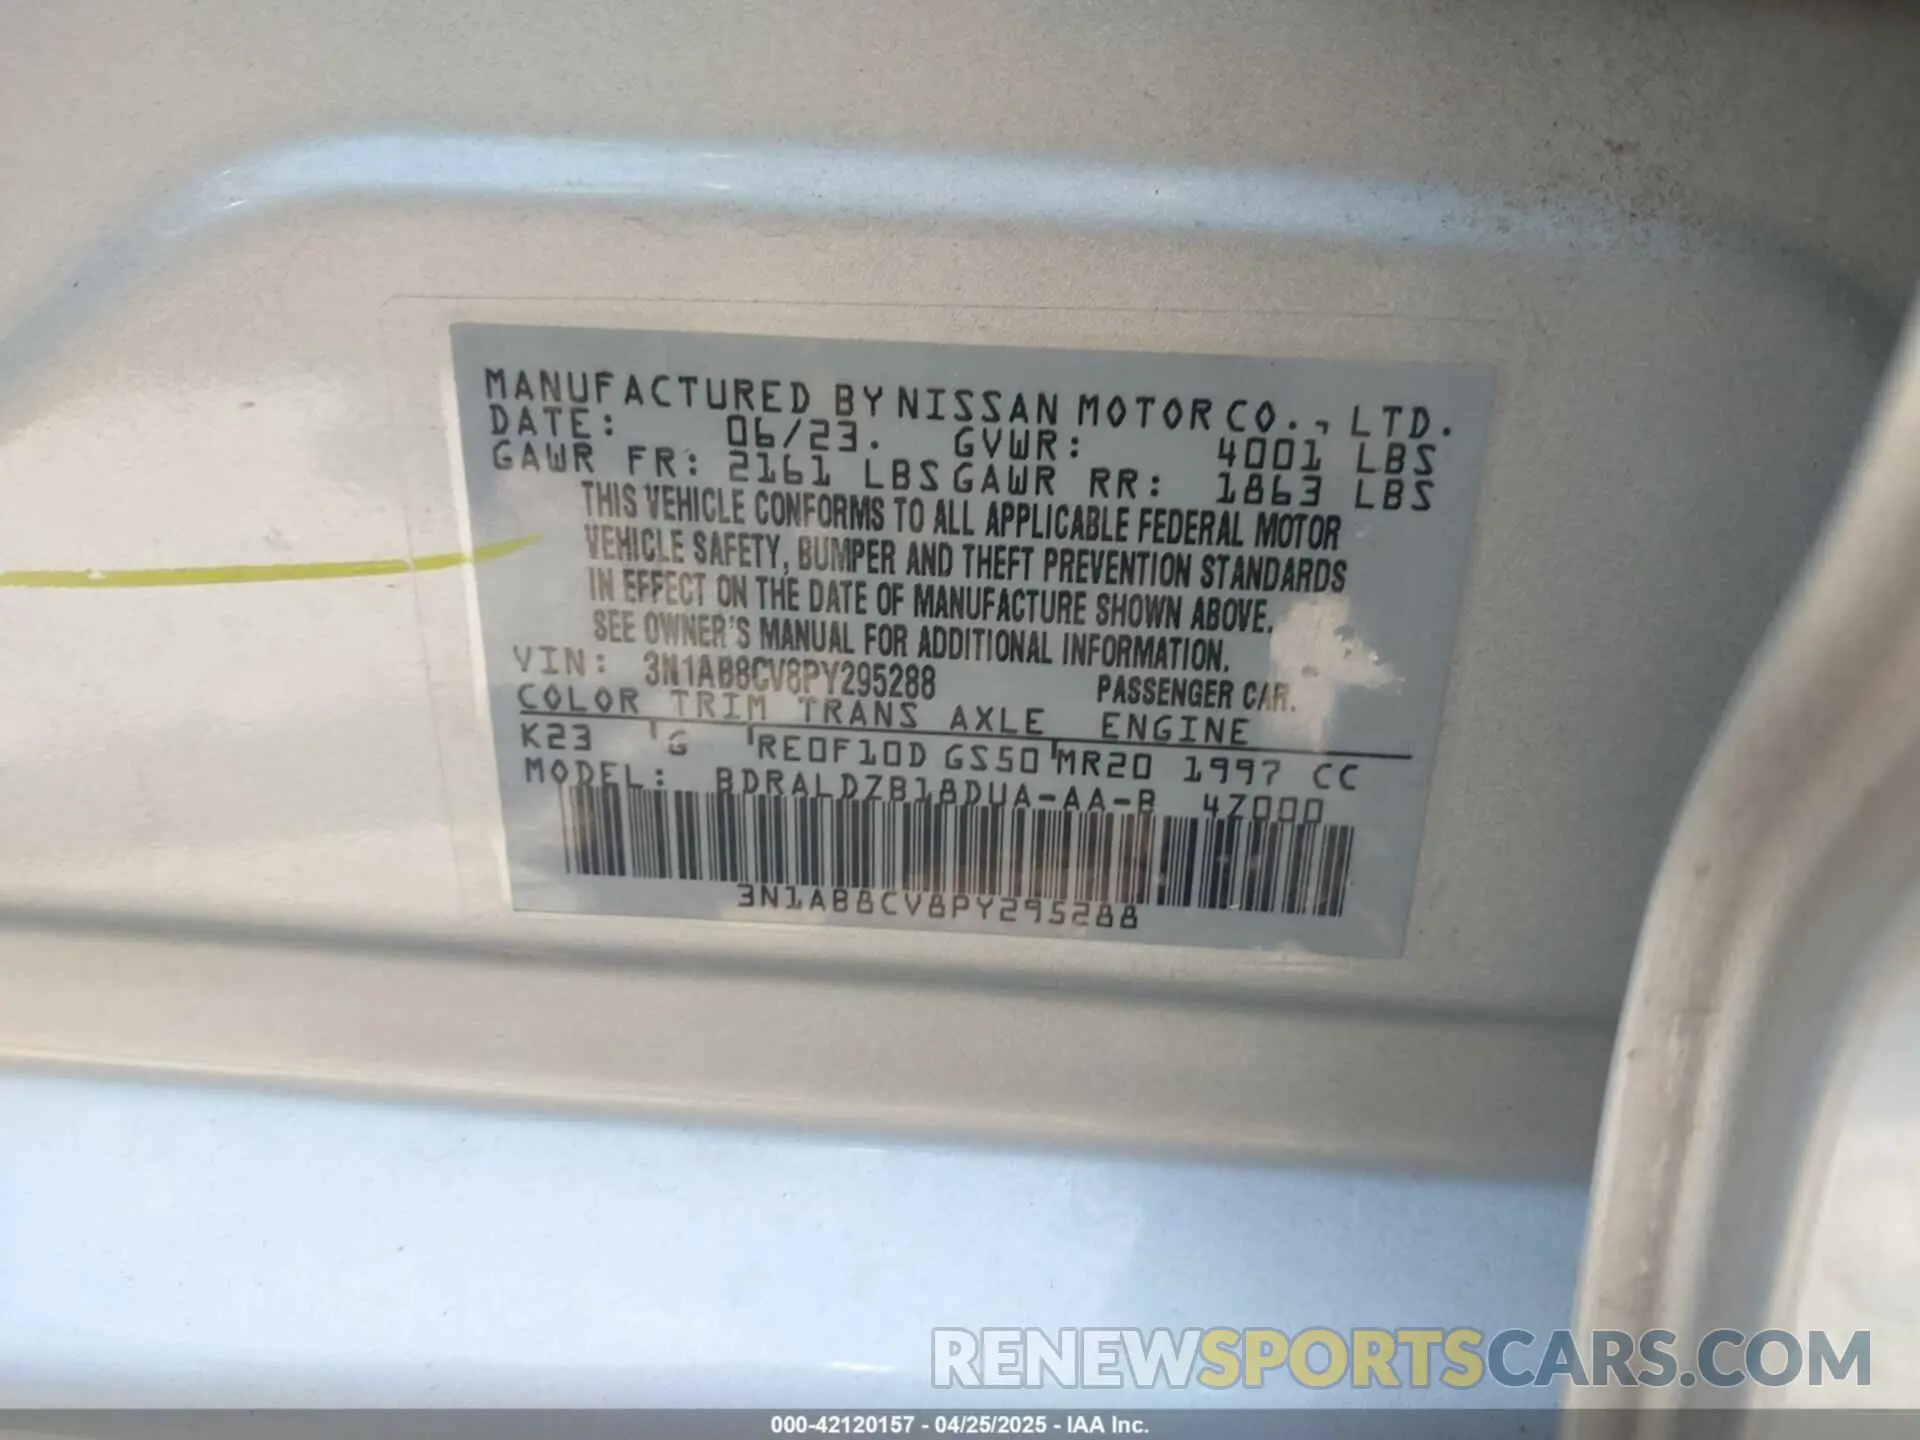 MANUFACTURED BY NISSAN MOTOR CO., LTD.
DATE: 06/23. GVWR: 4001 LBS
GAWR FR: 2161 LBS GAWR RR: 1863 LBS
THIS VEHICLE CONFORMS TO ALL APPLICABLE FEDERAL MOTOR
VEHICLE SAFETY, BUMPER AND THEFT PREVENTION STANDARDS
IN EFFECT ON THE DATE OF MANUFACTURE SHOWN ABOVE.
SEE OWNER'S MANUAL FOR ADDITIONAL INFORMATION.
VIN: 3N1AB8CV8PY295288 PASSENGER CAR.
COLOR TRIM TRANS AXLE ENGINE
K23 G RE0F10D GS50 MR20 1997 CC
MODEL: BDRALDZB18DUA-AA-B 4Z000
3N1AB8CV8PY295288
RENEWSPORTSCARS.COM
000-42120157 - 04/25/2025 - IAA Inc.